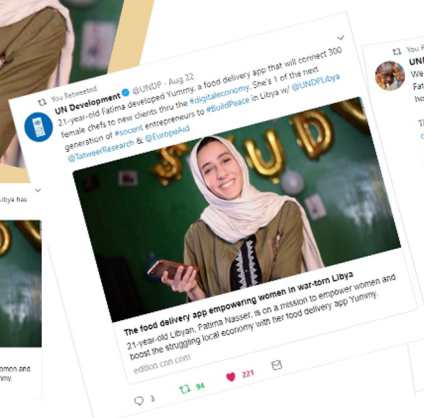 You Retweeted
UN Development @UNDP · Aug 22
21-year-old Fatima developed Yummy, a food delivery app that will connect 300
female chefs to new clients thru the #digitaleconomy. She's 1 of the next
generation of #socent entrepreneurs to #BuildPeace in Libya w/ @UNDPLibya
@TatweerResearch & @EuropeAid
The food delivery app empowering women in war-torn Libya
21-year-old Libyan, Fatima Nasser, is on a mission to empower women and
boost the struggling local economy with her food delivery app Yummy.
edition.cnn.com
3 94 221
Libya has
You R
We
Fat